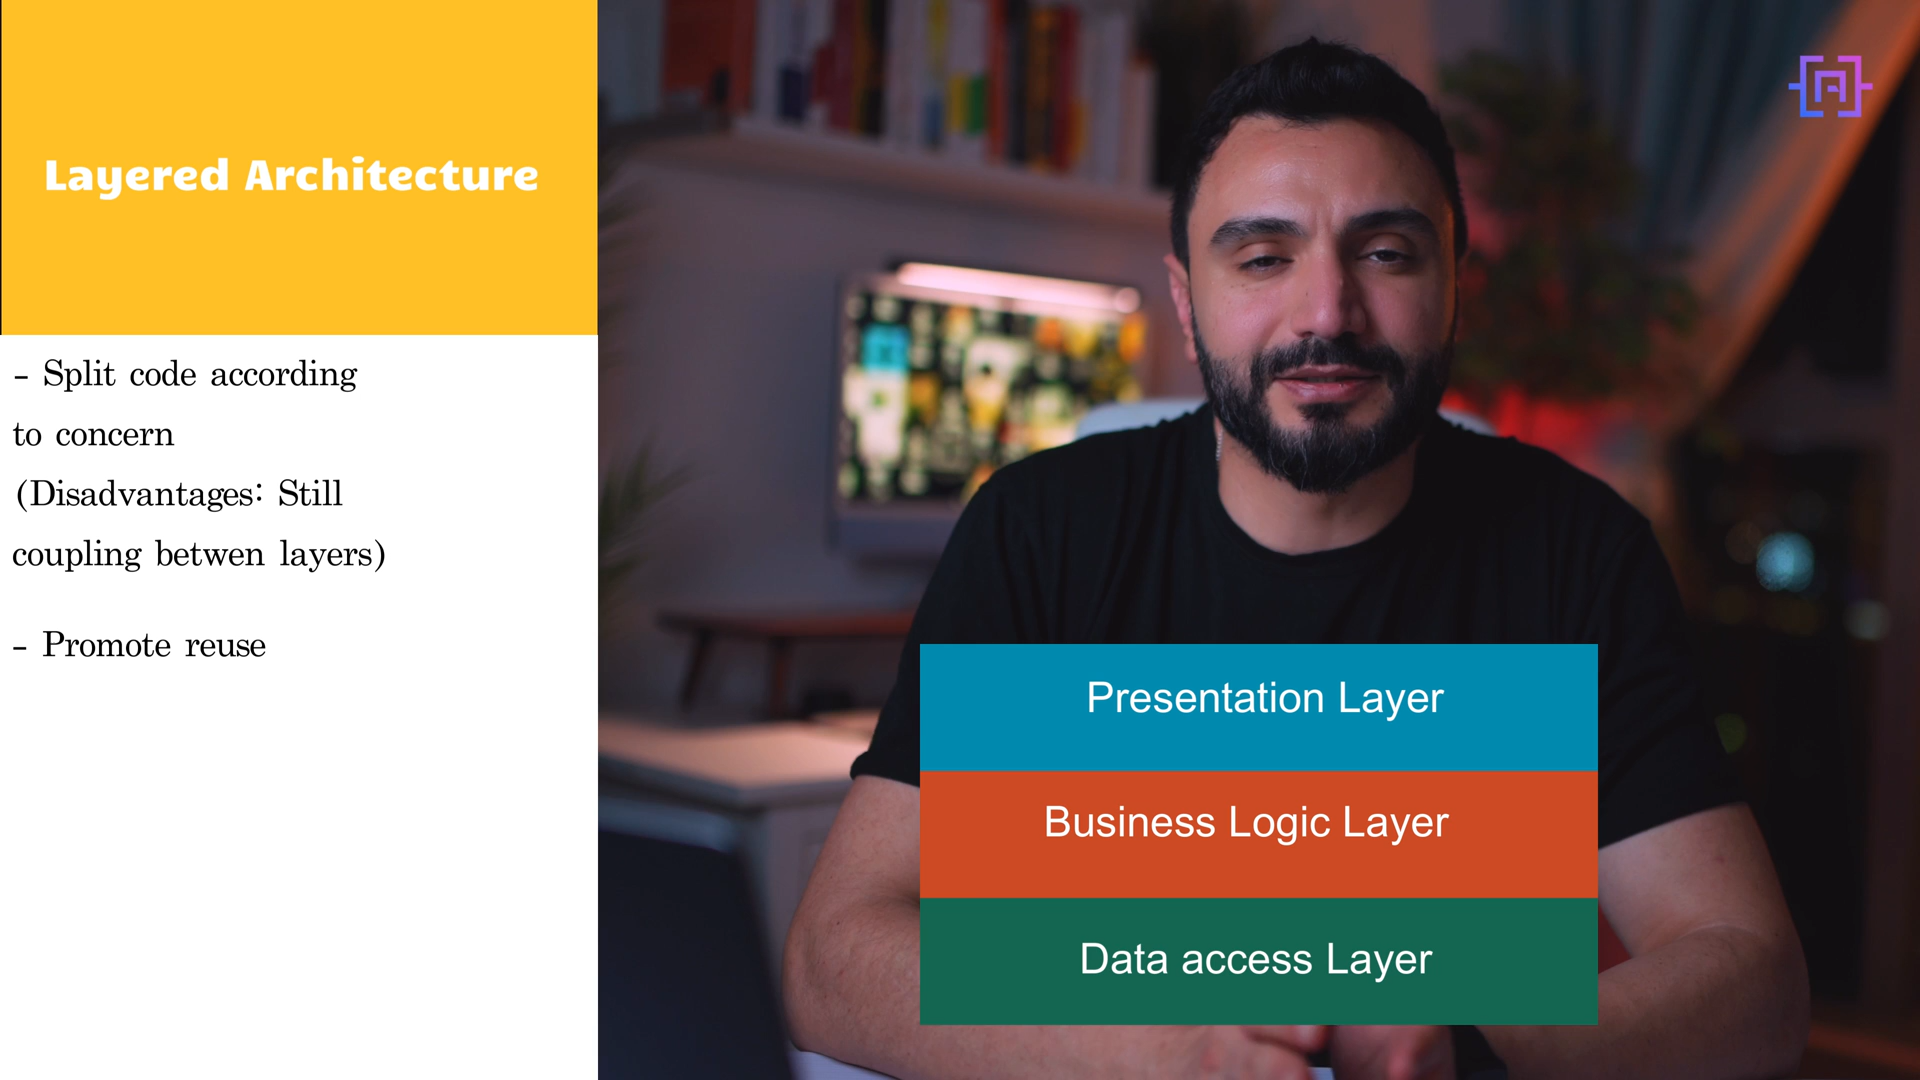 Layered Architecture
- Split code according
to concern
(Disadvantages: Still
coupling betwen layers)
- Promote reuse
Presentation Layer
Business Logic Layer
Data access Layer